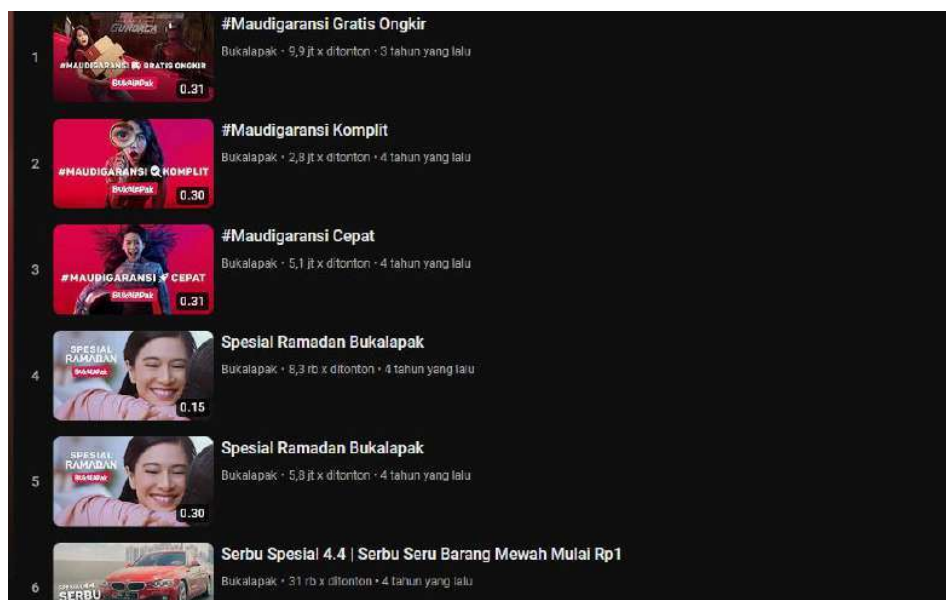 GUNDALA
#MAUDIGARANSI GRATIS ONGKIR
BukalaPak
0.31
1
#Maudigaransi Gratis Ongkir
Bukalapak • 9,9 jt x ditonton • 3 tahun yang lalu
#MAUDIGARANSI KOMPLIT
BukalaPak
0.30
2
#Maudigaransi Komplit
Bukalapak • 2,8 jt x ditonton • 4 tahun yang lalu
#MAUDIGARANSI CEPAT
BukalaPak
0.31
3
#Maudigaransi Cepat
Bukalapak • 5,1 jt x ditonton • 4 tahun yang lalu
SPESIAL
RAMADAN
BukalaPak
0.15
4
Spesial Ramadan Bukalapak
Bukalapak • 8,3 rb x ditonton • 4 tahun yang lalu
SPESIAL
RAMADAN
BukalaPak
0.30
5
Spesial Ramadan Bukalapak
Bukalapak • 5,8 jt x ditonton • 4 tahun yang lalu
SERBU
6
Serbu Spesial 4.4 | Serbu Seru Barang Mewah Mulai Rp1
Bukalapak • 31 rb x ditonton • 4 tahun yang lalu